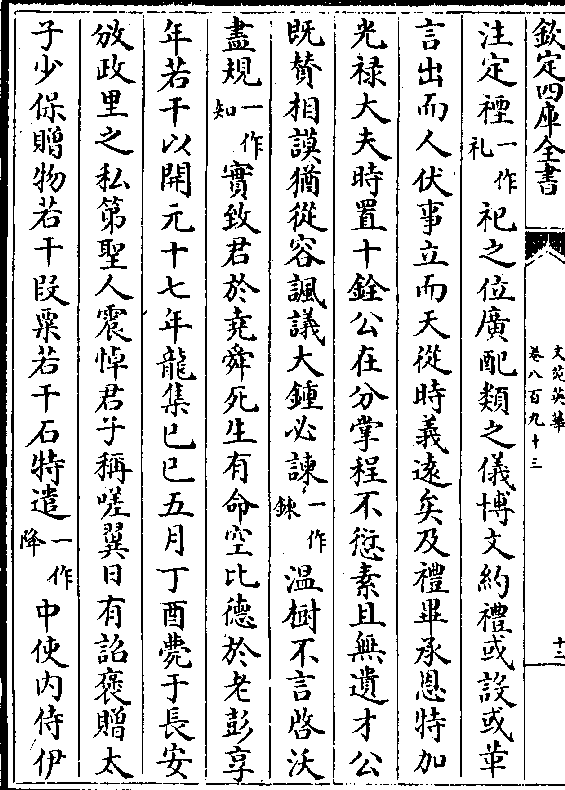 欽定四庫全書
文苑英華
卷八百九十三
十二
注定禋一作礼祀之位廣配類之儀博文約禮或設或革
言出而人伏事立而天從時義遠矣及禮畢承恩特加
光禄大夫時置十銓公在分掌程不愆素且無遺才公
既賛相謨猶從容諷議大鍾必諫一作鍊温樹不言啓沃
盡規一作知實致君於堯舜死生有命空比德於老彭享
年若干以開元十七年龍集已巳五月丁酉薨于長安
攽政里之私第聖人震悼君子稱嗟翼日有詔褒贈太
子少保贈物若干段粟若干石特遣一作降中使内侍伊